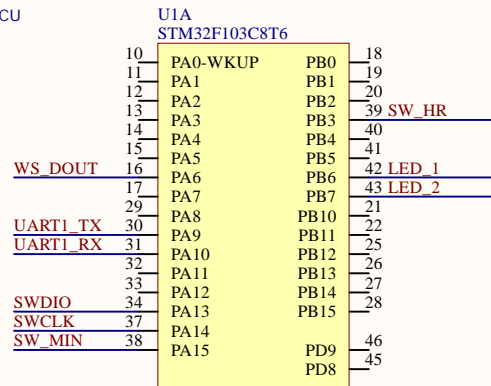 CU
U1A
STM32F103C8T6
10 PA0-WKUP PB0 18
11 PA1 PB1 19
12 PA2 PB2 20
13 PA3 PB3 39 SW_HR
14 PA4 PB4 40
15 PA5 PB5 41
WS_DOUT 16 PA6 PB6 42 LED_1
17 PA7 PB7 43 LED_2
29 PA8 PB10 21
UART1_TX 30 PA9 PB11 22
UART1_RX 31 PA10 PB12 25
32 PA11 PB13 26
33 PA12 PB14 27
SWDIO 34 PA13 PB15 28
SWCLK 37 PA14
SW_MIN 38 PA15 PD9 46
PD8 45